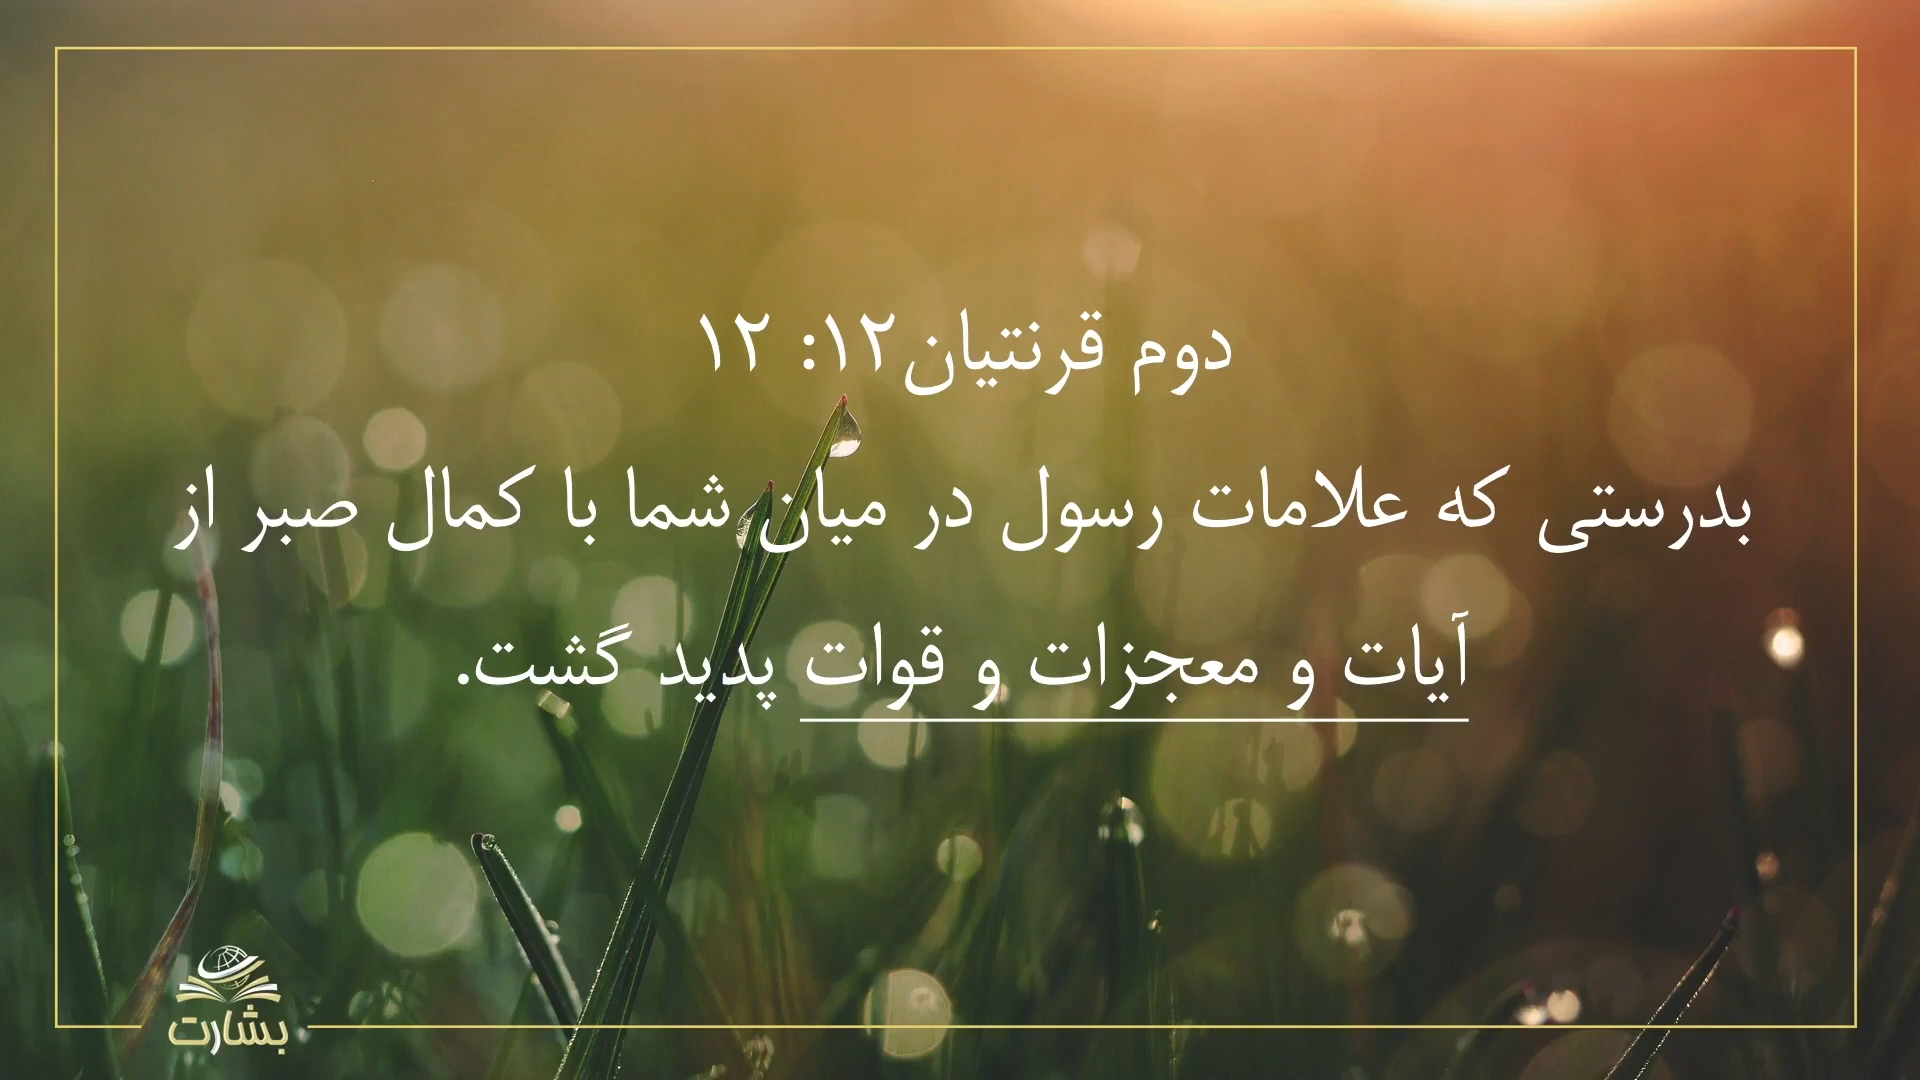 دوم قرنتیان۱۲: ۱۲
بدرستی که علامات رسول در میان شما با کمال صبر از
آیات و معجزات و قوات پدید گشت.
بشارت